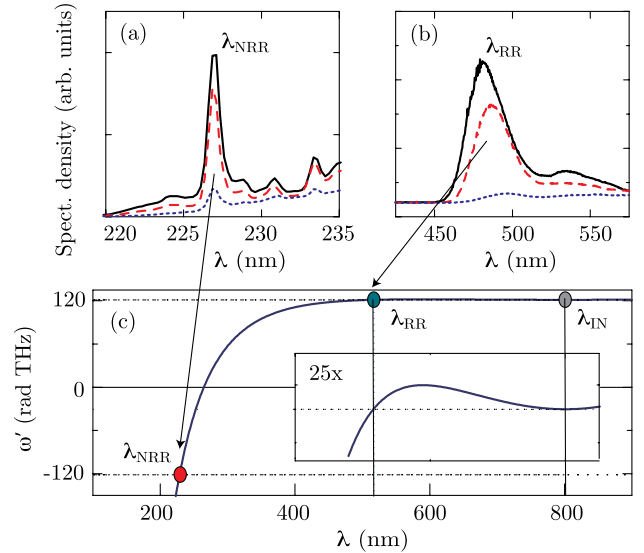 (a)
λNRR
(b)
λRR
Spect. density (arb. units)
220
225
230
235
λ (nm)
450
500
550
λ (nm)
120
(c)
λRR
λIN
25x
0
ω′ (rad THz)
λNRR
-120
200
400
600
800
λ (nm)